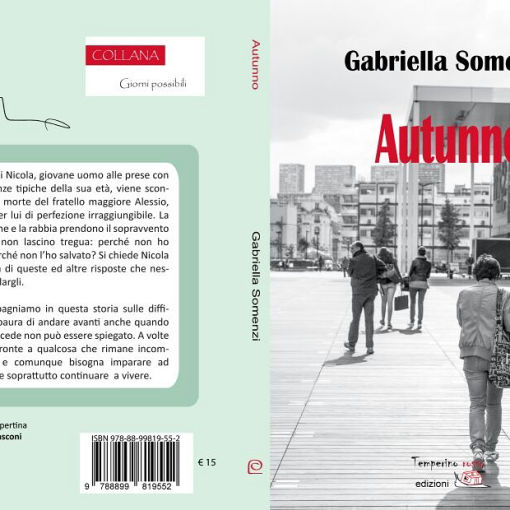 COLLANA
Giorni possibili
i Nicola, giovane uomo alle prese con
ze tipiche della sua età, viene scon-
morte del fratello maggiore Alessio,
er lui di perfezione irraggiungibile. La
ne e la rabbia prendono il sopravvento
non lascino tregua: perché non ho
rché non l'ho salvato? Si chiede Nicola
a di queste ed altre risposte che nes-
dargli.
pagniamo in questa storia sulle diffi-
paura di andare avanti anche quando
cede non può essere spiegato. A volte
ronte a qualcosa che rimane incom-
e comunque bisogna imparare ad
e soprattutto continuare a vivere.
pertina
asconi
ISBN 978-88-99819-55-2
9 788899 819552
€ 15
Autunno
Gabriella Somenzi
Gabriella Some
Autunno
Temperino rosso
edizioni